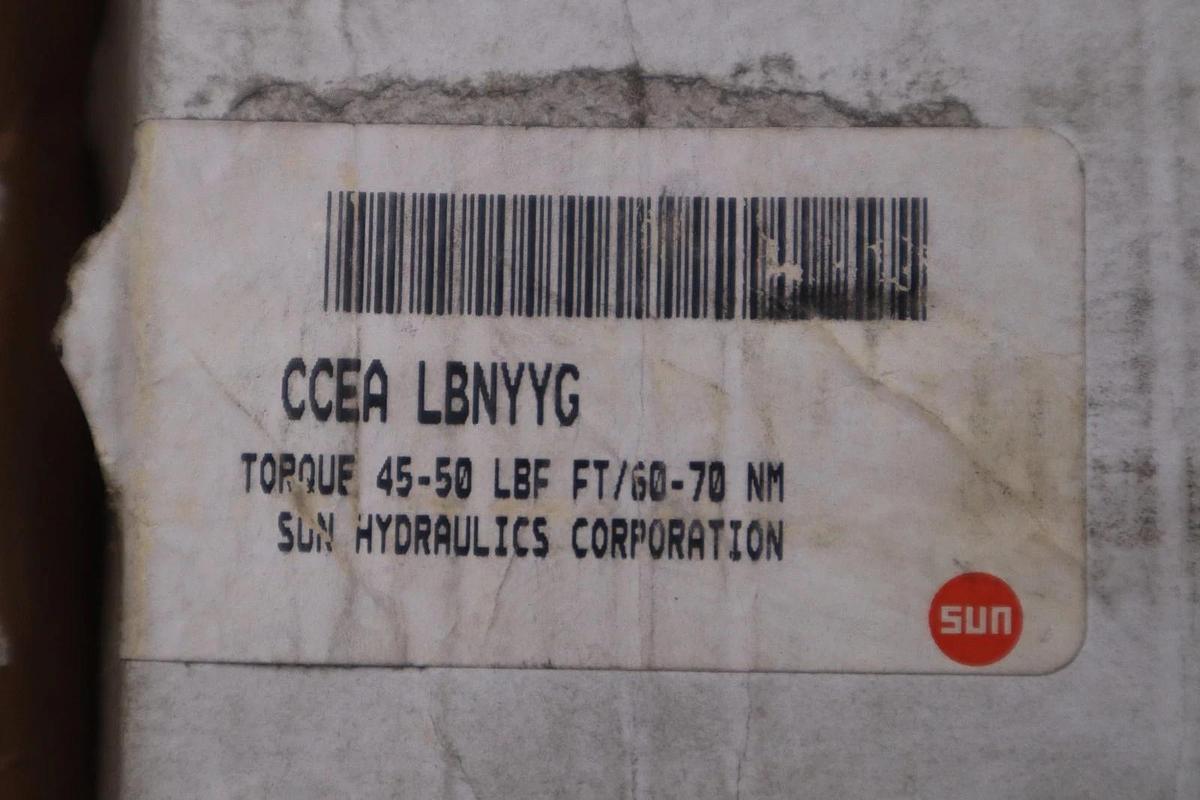 CCEA LBNYYG
TORQUE 45-50 LBF FT/60-70 NM
SUN HYDRAULICS CORPORATION
sun